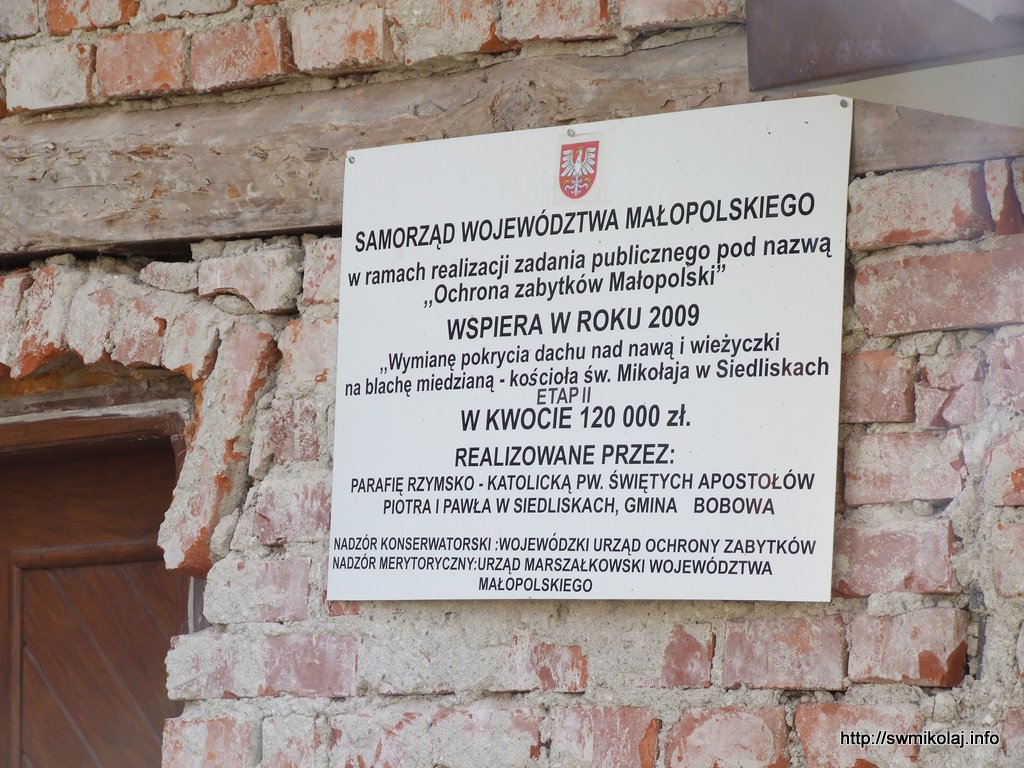 SAMORZĄD WOJEWÓDZTWA MAŁOPOLSKIEGO
w ramach realizacji zadania publicznego pod nazwą
,,Ochrona zabytków Małopolski”
WSPIERA W ROKU 2009
,,Wymianę pokrycia dachu nad nawą i wieżyczki
na blachę miedzianą - kościoła św. Mikołaja w Siedliskach
ETAP II
W KWOCIE 120 000 zł.
REALIZOWANE PRZEZ:
PARAFIĘ RZYMSKO - KATOLICKĄ PW. ŚWIĘTYCH APOSTOŁÓW
PIOTRA I PAWŁA W SIEDLISKACH, GMINA BOBOWA
NADZÓR KONSERWATORSKI :WOJEWÓDZKI URZĄD OCHRONY ZABYTKÓW
NADZÓR MERYTORYCZNY:URZĄD MARSZAŁKOWSKI WOJEWÓDZTWA
MAŁOPOLSKIEGO
http://swmikolaj.info